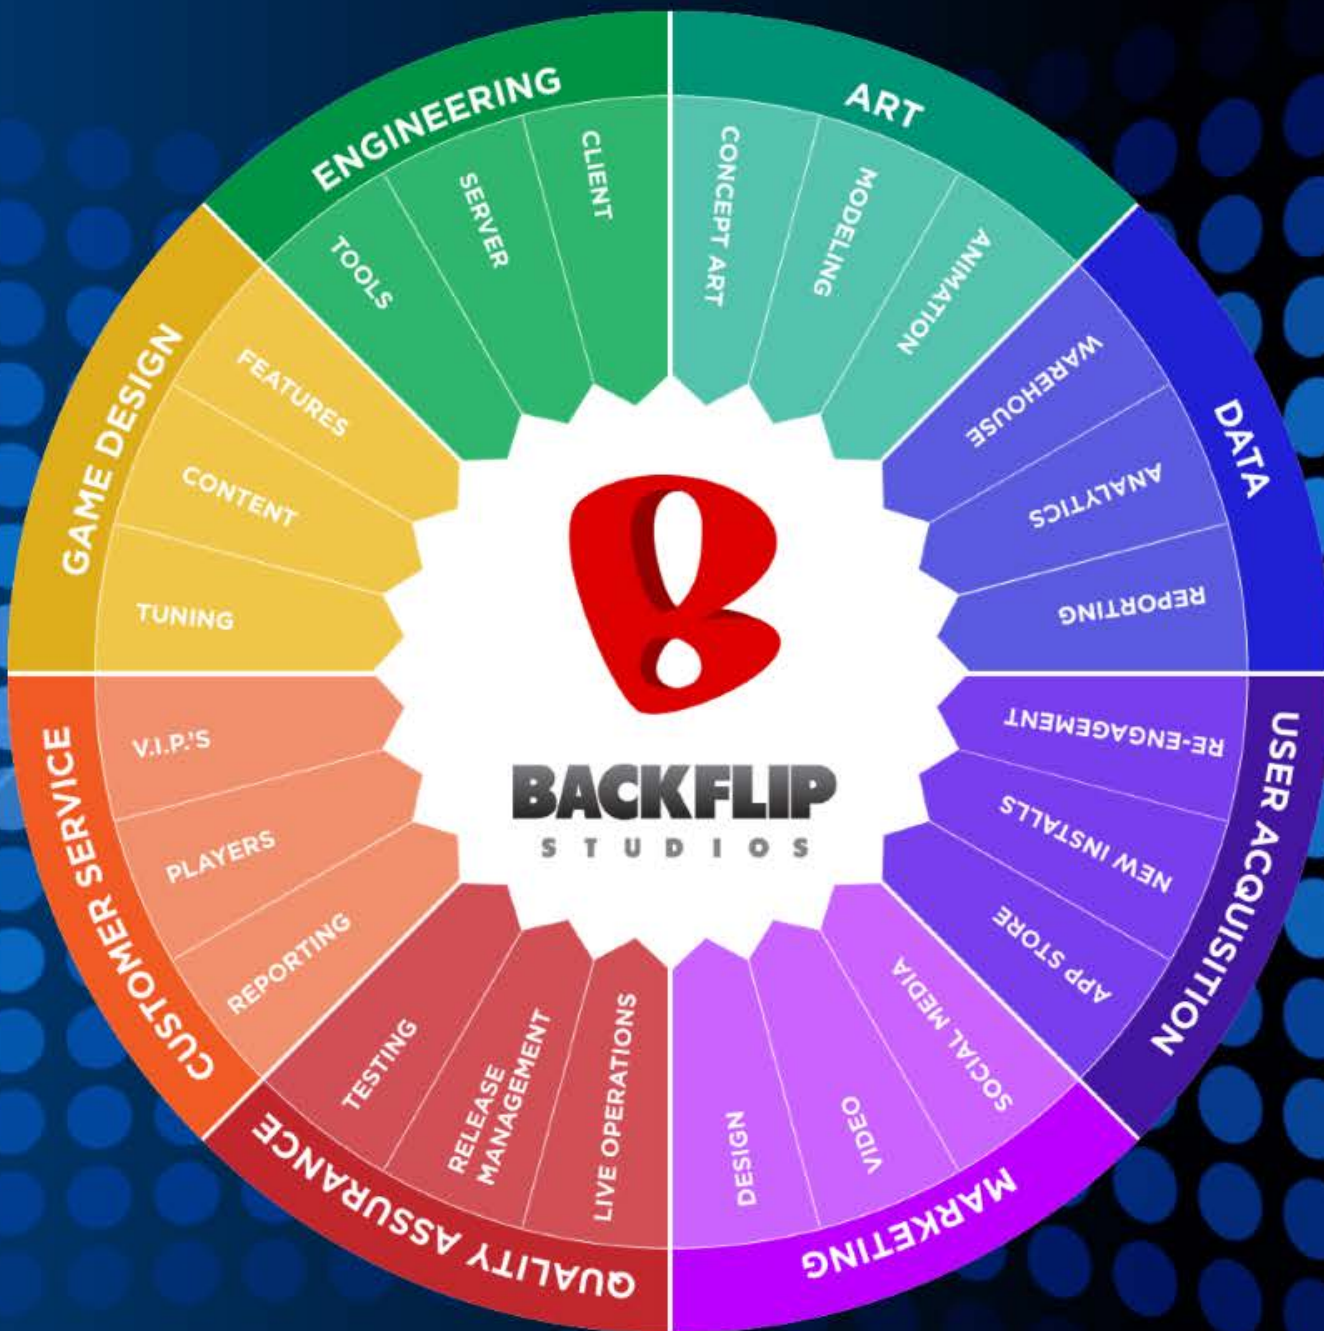 ENGINEERING
TOOLS
SERVER
CLIENT
ART
CONCEPT ART
MODELING
ANIMATION
DATA
WAREHOUSE
ANALYTICS
REPORTING
USER ACQUISITION
RE-ENGAGEMENT
NEW INSTALLS
APP STORE
MARKETING
SOCIAL MEDIA
VIDEO
DESIGN
QUALITY ASSURANCE
LIVE OPERATIONS
RELEASE
MANAGEMENT
TESTING
CUSTOMER SERVICE
REPORTING
PLAYERS
V.I.P.'S
GAME DESIGN
TUNING
CONTENT
FEATURES
BACKFLIP
STUDIOS